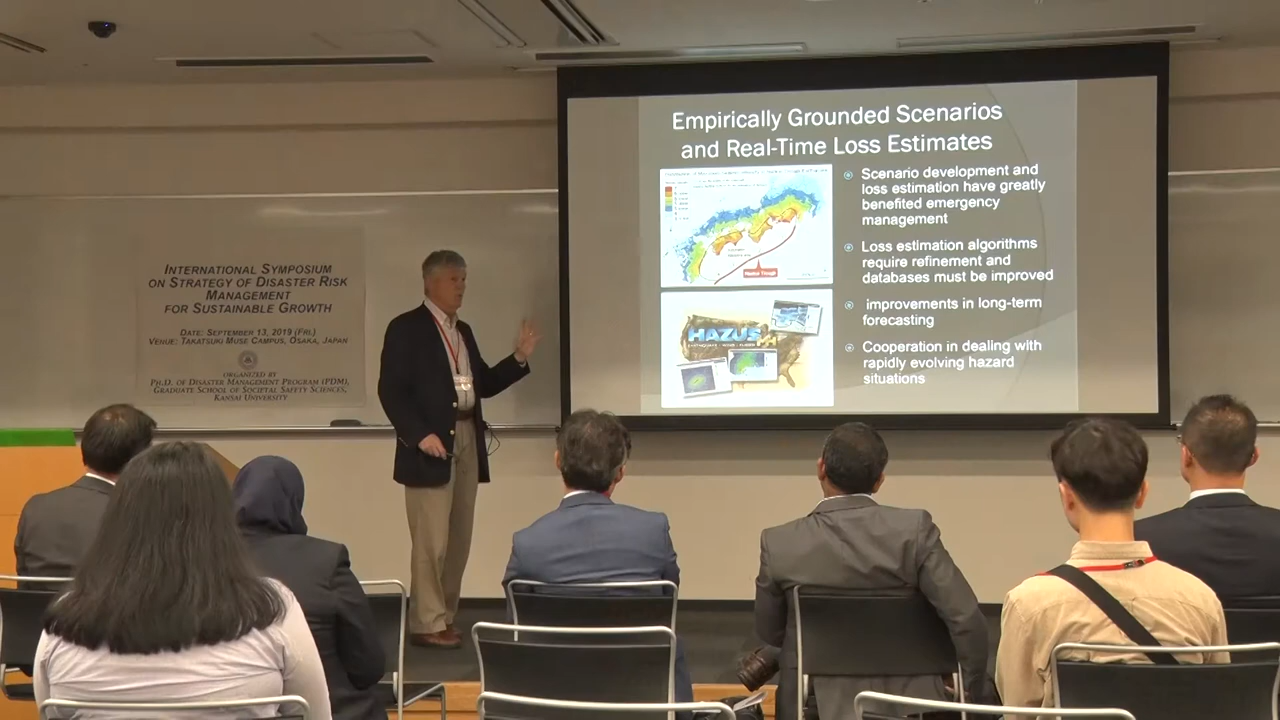 INTERNATIONAL SYMPOSIUM
ON STRATEGY OF DISASTER RISK
MANAGEMENT
FOR SUSTAINABLE GROWTH
DATE: SEPTEMBER 13, 2019 (FRI.)
VENUE: TAKATSUKI MUSE CAMPUS, OSAKA, JAPAN
ORGANIZED BY
PH.D. OF DISASTER MANAGEMENT PROGRAM (PDM),
GRADUATE SCHOOL OF SOCIETAL SAFETY SCIENCES,
KANSAI UNIVERSITY
Empirically Grounded Scenarios
and Real-Time Loss Estimates
Scenario development and
loss estimation have greatly
benefited emergency
management
Loss estimation algorithms
require refinement and
databases must be improved
improvements in long-term
forecasting
Cooperation in dealing with
rapidly evolving hazard
situations
Nankai Trough
HAZUS